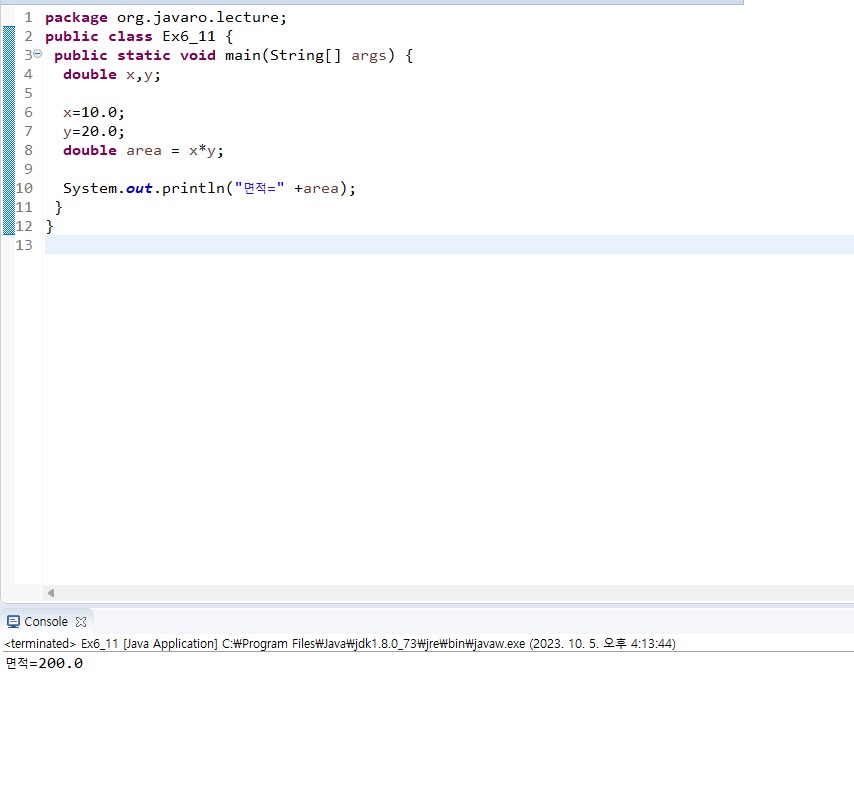 1 package org.javaro.lecture;
2 public class Ex6_11 {
3 public static void main(String[] args) {
4 double x,y;
5
6 x=10.0;
7 y=20.0;
8 double area = x*y;
9
10 System.out.println("면적=" +area);
11 }
12 }
13
Console
<terminated> Ex6_11 [Java Application] C:₩Program Files₩Java₩jdk1.8.0_73₩jre₩bin₩javaw.exe (2023. 10. 5. 오후 4:13:44)
면적=200.0